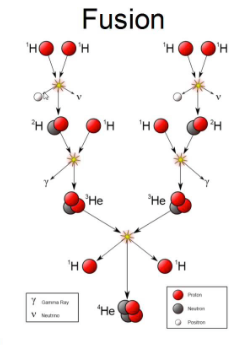 Fusion
¹H ¹H ¹H ¹H
ν ν
²H ¹H ¹H ²H
γ γ
³He ³He
¹H ¹H
⁴He
γ Gamma Ray
ν Neutrino
Proton
Neutron
Positron